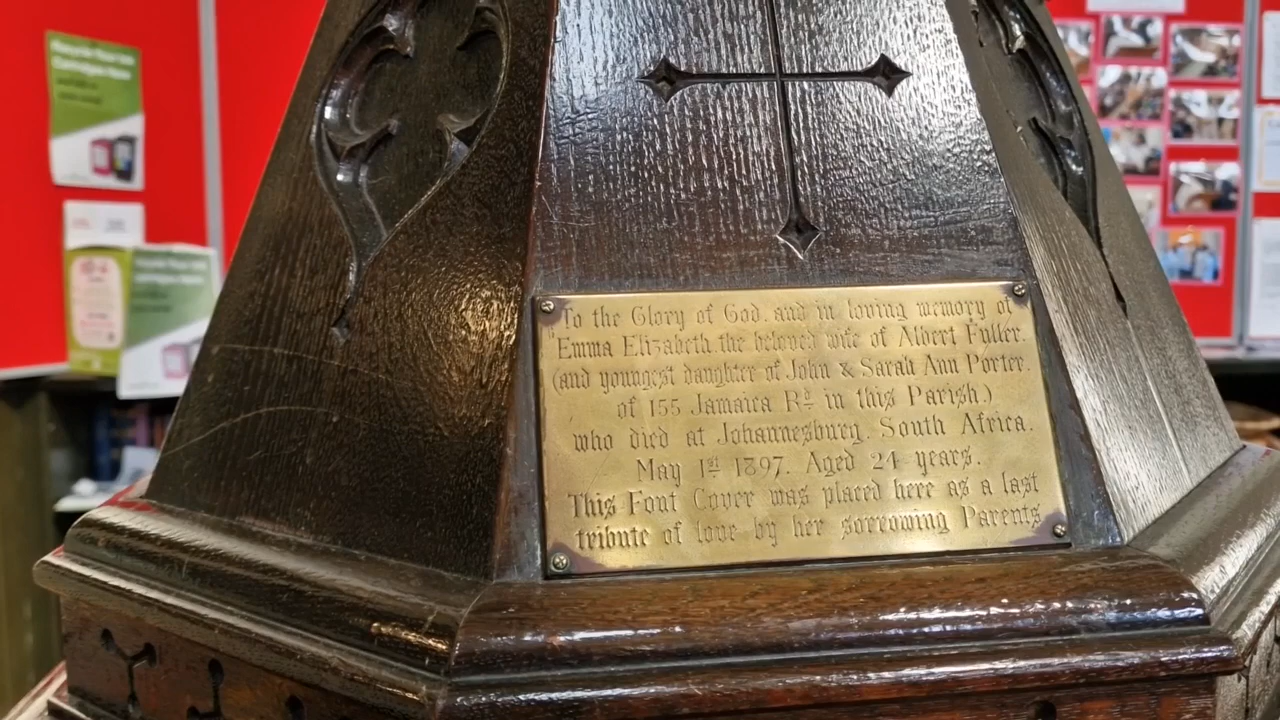 To the Glory of God. and in loving memory of
Emma Elizabeth. the beloved wife of Albert Fuller.
(and youngest daughter of John & Sarah Ann Porter.
of 155 Jamaica Rd. in this Parish.)
who died at Johannesburg. South Africa.
May 1st 1897. Aged 24 years.
This Font Cover was placed here as a last
tribute of love by her sorrowing Parents